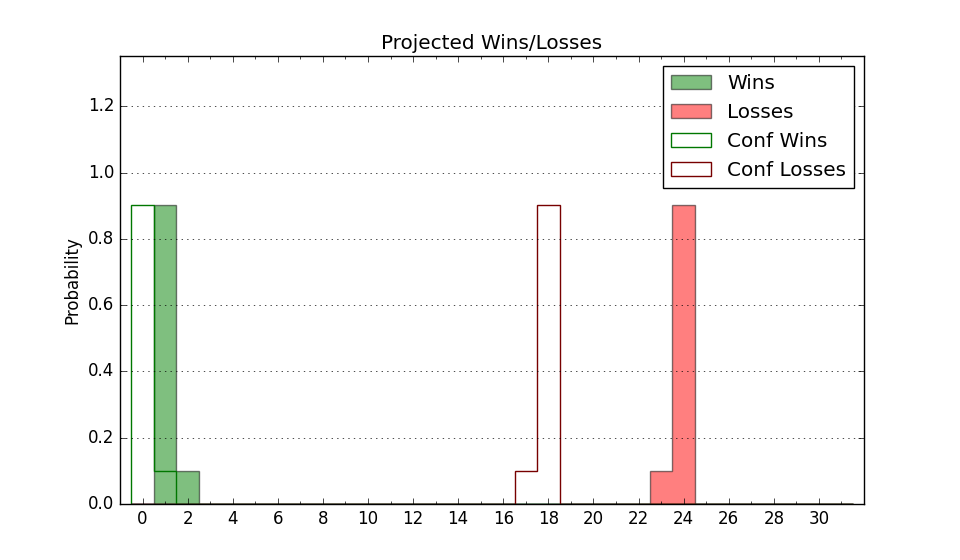 Projected Wins/Losses
Wins
Losses
Conf Wins
Conf Losses
Probability
1.2
1.0
0.8
0.6
0.4
0.2
0.0
0 2 4 6 8 10 12 14 16 18 20 22 24 26 28 30